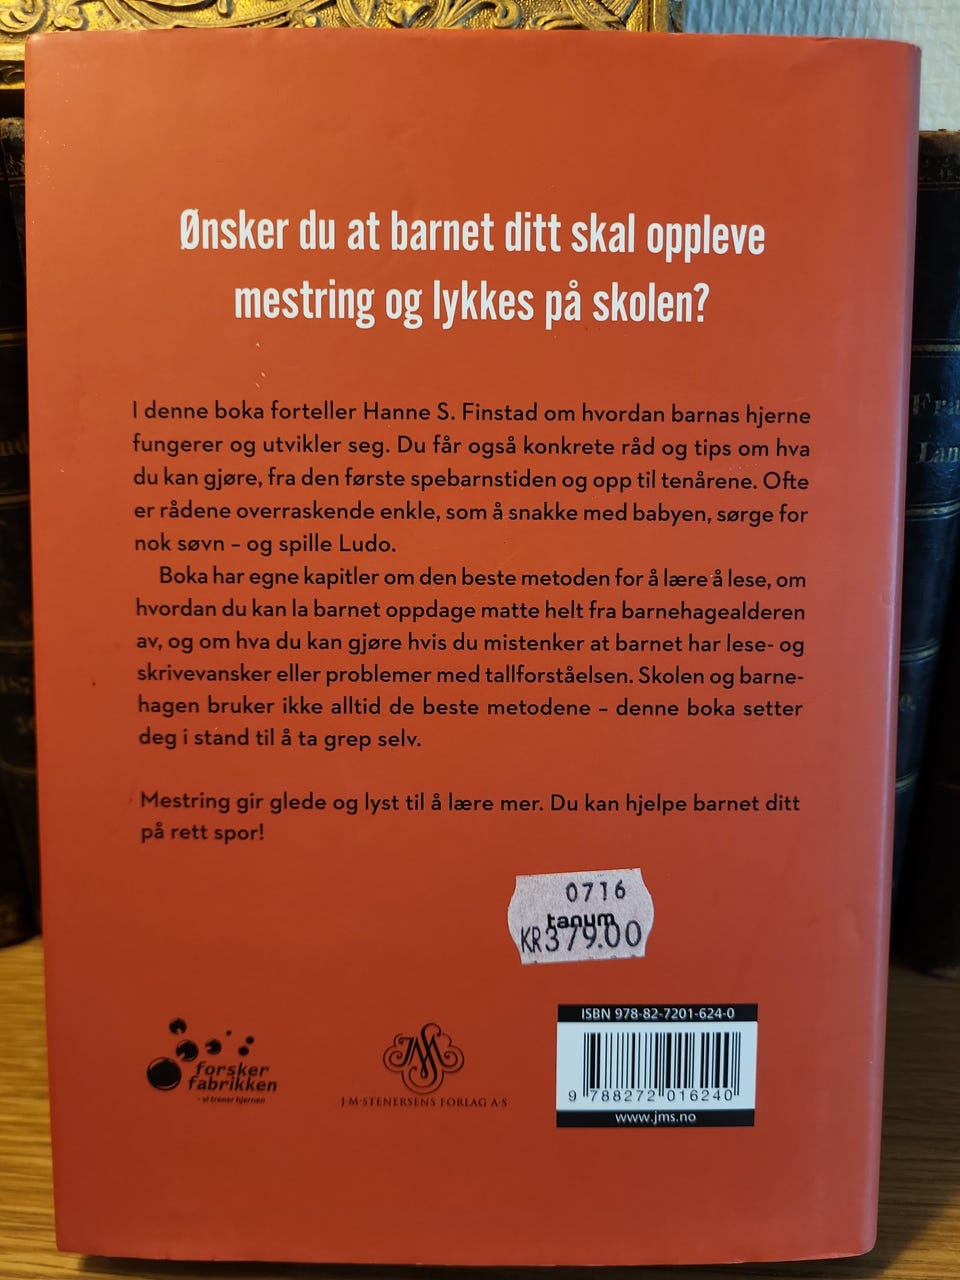 Ønsker du at barnet ditt skal oppleve
mestring og lykkes på skolen?
I denne boka forteller Hanne S. Finstad om hvordan barnas hjerne
fungerer og utvikler seg. Du får også konkrete råd og tips om hva
du kan gjøre, fra den første spebarnstiden og opp til tenårene. Ofte
er rådene overraskende enkle, som å snakke med babyen, sørge for
nok søvn – og spille Ludo.
Boka har egne kapitler om den beste metoden for å lære å lese, om
hvordan du kan la barnet oppdage matte helt fra barnehagealderen
av, og om hva du kan gjøre hvis du mistenker at barnet har lese- og
skrivevansker eller problemer med tallforståelsen. Skolen og barne-
hagen bruker ikke alltid de beste metodene – denne boka setter
deg i stand til å ta grep selv.
Mestring gir glede og lyst til å lære mer. Du kan hjelpe barnet ditt
på rett spor!
0716
tanum
KR379.00
forsker
fabrikken
- vi trener hjernen
J·M·STENERSENS FORLAG A·S
ISBN 978-82-7201-624-0
9 788272 016240
www.jms.no